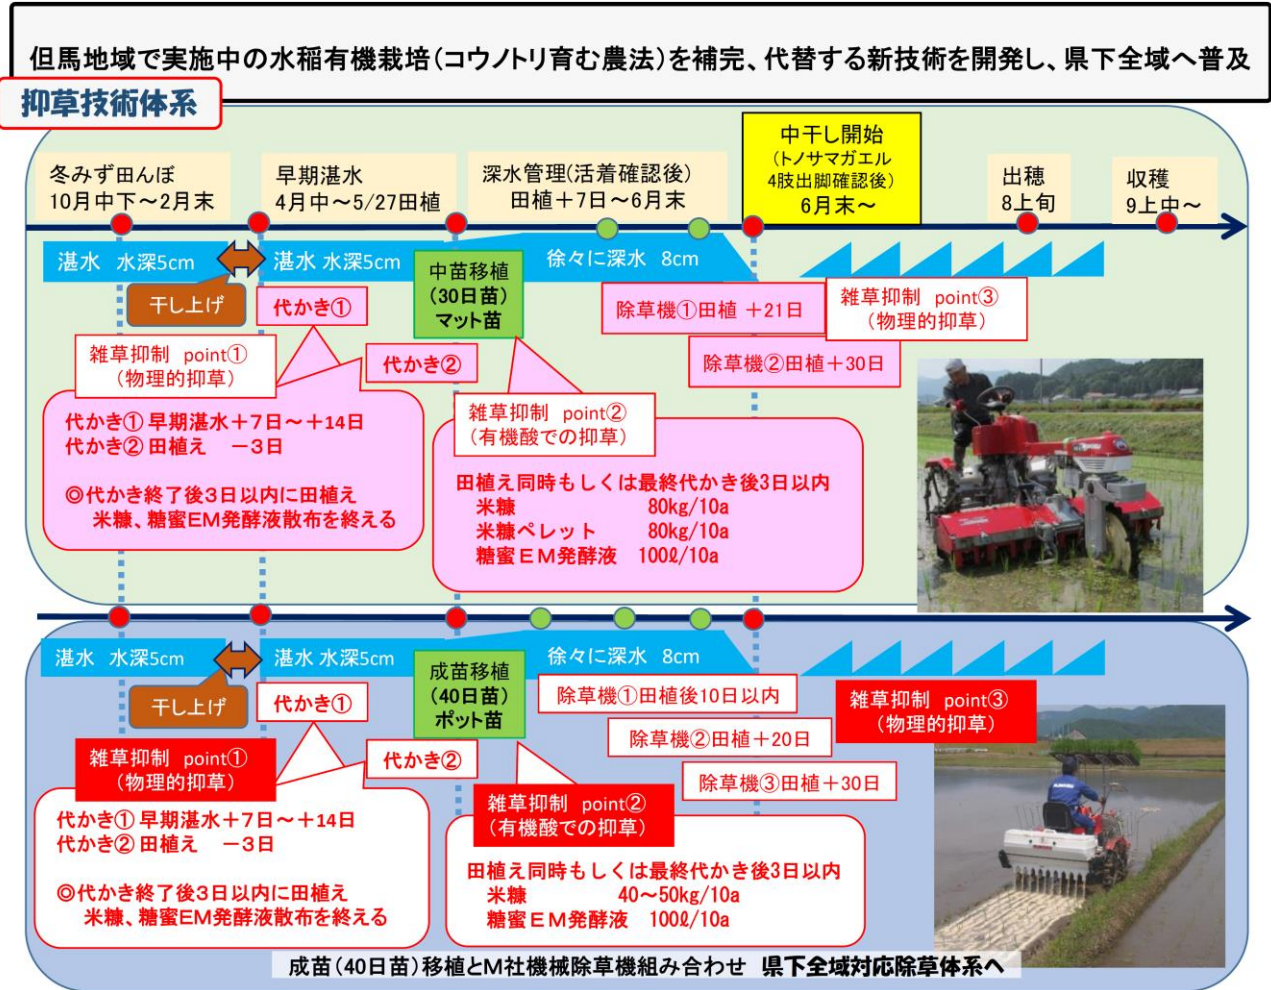 但馬地域で実施中の水稲有機栽培（コウノトリ育む農法）を補完、代替する新技術を開発し、県下全域へ普及
抑草技術体系
冬みず田んぼ
10月中下～2月末
早期湛水
4月中～5/27田植
深水管理(活着確認後)
田植+7日～6月末
中干し開始
(トノサマガエル
4肢出脚確認後)
6月末～
出穂
8上旬
収穫
9上中～
湛水 水深5cm
湛水 水深5cm
徐々に深水 8cm
干し上げ
代かき①
中苗移植
(30日苗)
マット苗
除草機①田植 +21日
雑草抑制 point③
(物理的抑草)
雑草抑制 point①
(物理的抑草)
代かき②
除草機②田植+30日
代かき① 早期湛水+7日～+14日
代かき② 田植え －3日
◎代かき終了後3日以内に田植え
米糠、糖蜜EM発酵液散布を終える
雑草抑制 point②
(有機酸での抑草)
田植え同時もしくは最終代かき後3日以内
米糠 80kg/10a
米糠ペレット 80kg/10a
糖蜜EM発酵液 100ℓ/10a
湛水 水深5cm
湛水 水深5cm
徐々に深水 8cm
干し上げ
代かき①
成苗移植
(40日苗)
ポット苗
除草機①田植後10日以内
雑草抑制 point③
(物理的抑草)
雑草抑制 point①
(物理的抑草)
代かき②
除草機②田植+20日
除草機③田植+30日
代かき① 早期湛水+7日～+14日
代かき② 田植え －3日
◎代かき終了後3日以内に田植え
米糠、糖蜜EM発酵液散布を終える
雑草抑制 point②
(有機酸での抑草)
田植え同時もしくは最終代かき後3日以内
米糠 40～50kg/10a
糖蜜EM発酵液 100ℓ/10a
成苗(40日苗)移植とM社機械除草機組み合わせ 県下全域対応除草体系へ